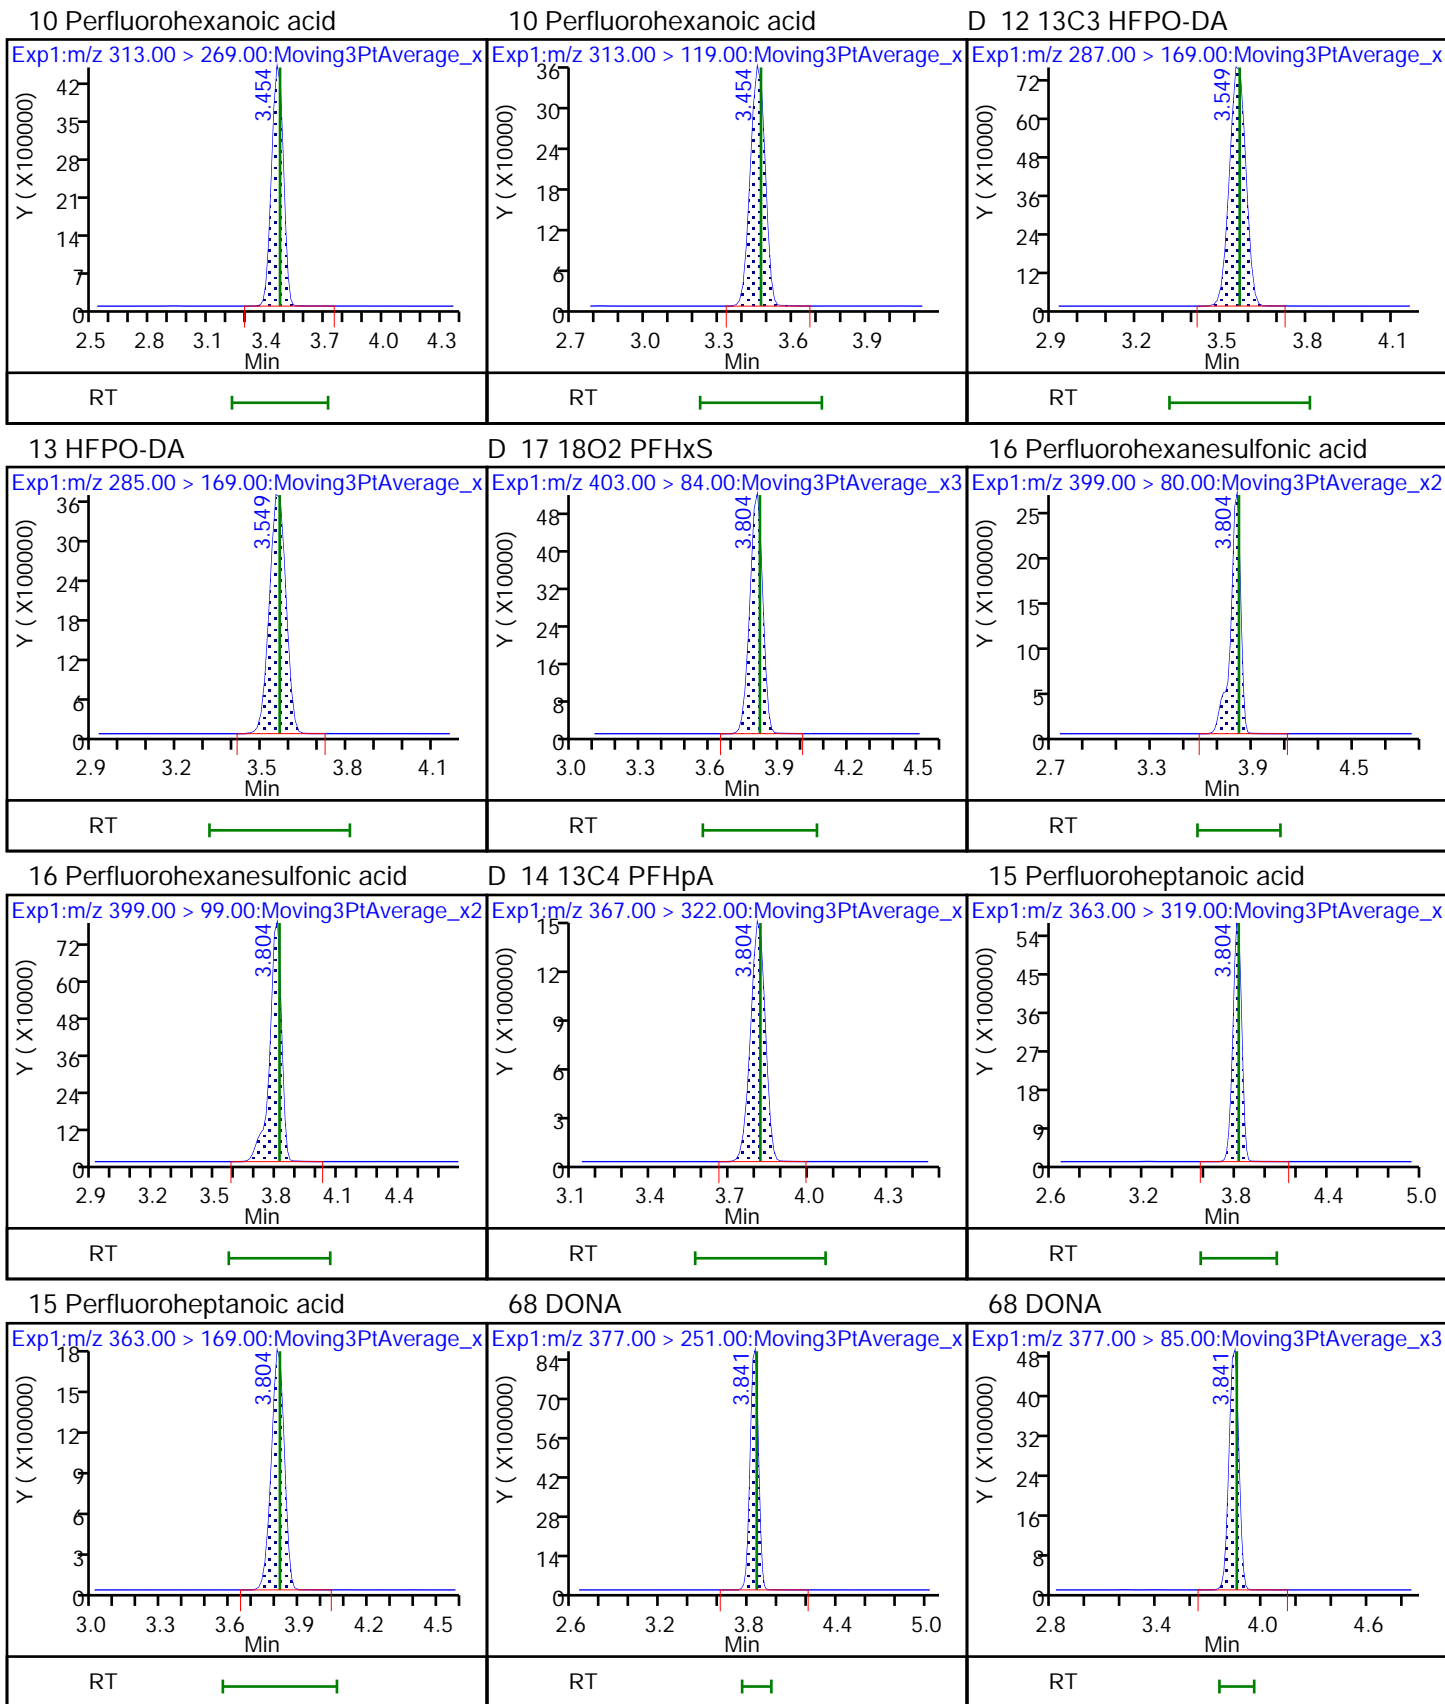 10 Perfluorohexanoic acid
Exp1:m/z 313.00 > 269.00:Moving3PtAverage_x
Y ( X100000)
42
35
28
21
14
7
0
3.454
2.5 2.8 3.1 3.4 3.7 4.0 4.3
Min
RT
10 Perfluorohexanoic acid
Exp1:m/z 313.00 > 119.00:Moving3PtAverage_x
Y ( X10000)
36
30
24
18
12
6
0
3.454
2.7 3.0 3.3 3.6 3.9
Min
RT
D 12 13C3 HFPO-DA
Exp1:m/z 287.00 > 169.00:Moving3PtAverage_x
Y ( X10000)
72
60
48
36
24
12
0
3.549
2.9 3.2 3.5 3.8 4.1
Min
RT
13 HFPO-DA
Exp1:m/z 285.00 > 169.00:Moving3PtAverage_x
Y ( X100000)
36
30
24
18
12
6
0
3.549
2.9 3.2 3.5 3.8 4.1
Min
RT
D 17 18O2 PFHxS
Exp1:m/z 403.00 > 84.00:Moving3PtAverage_x3
Y ( X10000)
48
40
32
24
16
8
0
3.804
3.0 3.3 3.6 3.9 4.2 4.5
Min
RT
16 Perfluorohexanesulfonic acid
Exp1:m/z 399.00 > 80.00:Moving3PtAverage_x2
Y ( X100000)
25
20
15
10
5
0
3.804
2.7 3.3 3.9 4.5
Min
RT
16 Perfluorohexanesulfonic acid
Exp1:m/z 399.00 > 99.00:Moving3PtAverage_x2
Y ( X10000)
72
60
48
36
24
12
0
3.804
2.9 3.2 3.5 3.8 4.1 4.4
Min
RT
D 14 13C4 PFHpA
Exp1:m/z 367.00 > 322.00:Moving3PtAverage_x
Y ( X100000)
15
12
9
6
3
0
3.804
3.1 3.4 3.7 4.0 4.3
Min
RT
15 Perfluoroheptanoic acid
Exp1:m/z 363.00 > 319.00:Moving3PtAverage_x
Y ( X100000)
54
45
36
27
18
9
0
3.804
2.6 3.2 3.8 4.4 5.0
Min
RT
15 Perfluoroheptanoic acid
Exp1:m/z 363.00 > 169.00:Moving3PtAverage_x
Y ( X100000)
18
15
12
9
6
3
0
3.804
3.0 3.3 3.6 3.9 4.2 4.5
Min
RT
68 DONA
Exp1:m/z 377.00 > 251.00:Moving3PtAverage_x
Y ( X100000)
84
70
56
42
28
14
0
3.841
2.6 3.2 3.8 4.4 5.0
Min
RT
68 DONA
Exp1:m/z 377.00 > 85.00:Moving3PtAverage_x3
Y ( X100000)
48
40
32
24
16
8
0
3.841
2.8 3.4 4.0 4.6
Min
RT